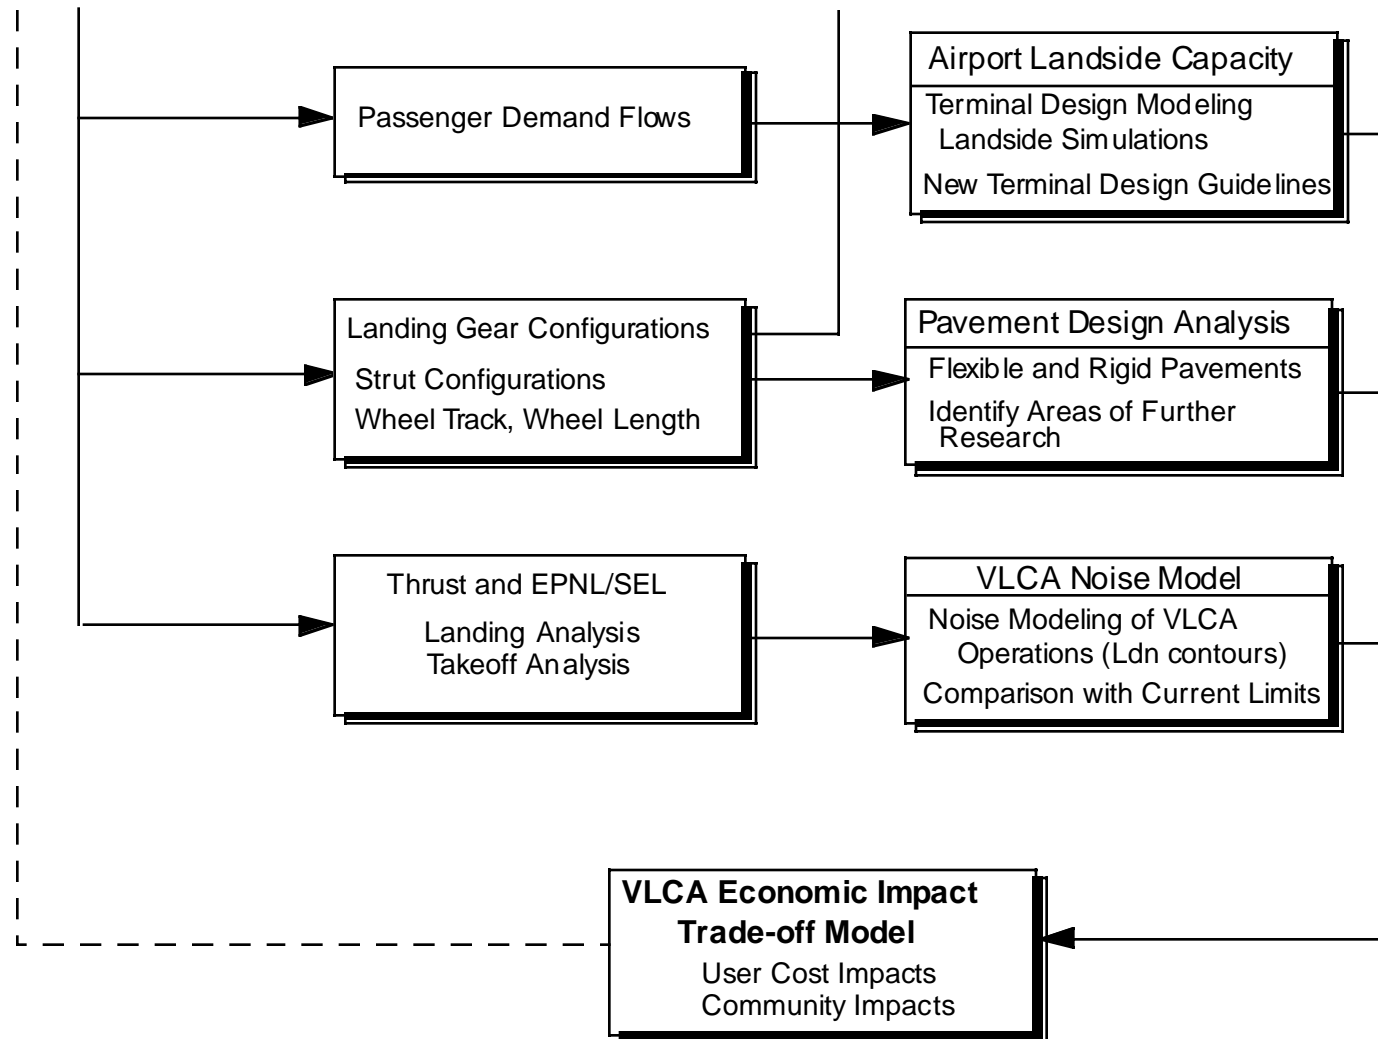 Passenger Demand Flows
Airport Landside Capacity
Terminal Design Modeling
Landside Simulations
New Terminal Design Guidelines
Landing Gear Configurations
Strut Configurations
Wheel Track, Wheel Length
Pavement Design Analysis
Flexible and Rigid Pavements
Identify Areas of Further
Research
Thrust and EPNL/SEL
Landing Analysis
Takeoff Analysis
VLCA Noise Model
Noise Modeling of VLCA
Operations (Ldn contours)
Comparison with Current Limits
VLCA Economic Impact
Trade-off Model
User Cost Impacts
Community Impacts